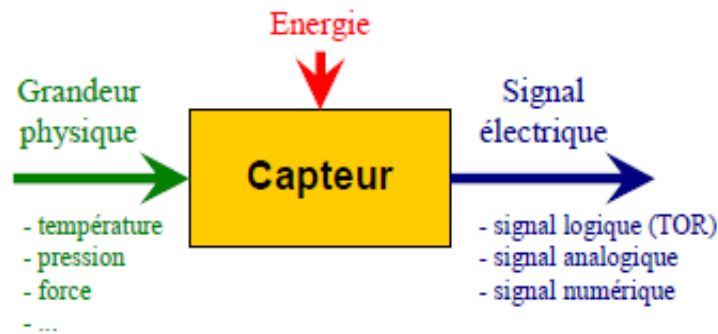 Energie
Grandeur
physique
Signal
électrique
Capteur
- température
- pression
- force
- ...
- signal logique (TOR)
- signal analogique
- signal numérique